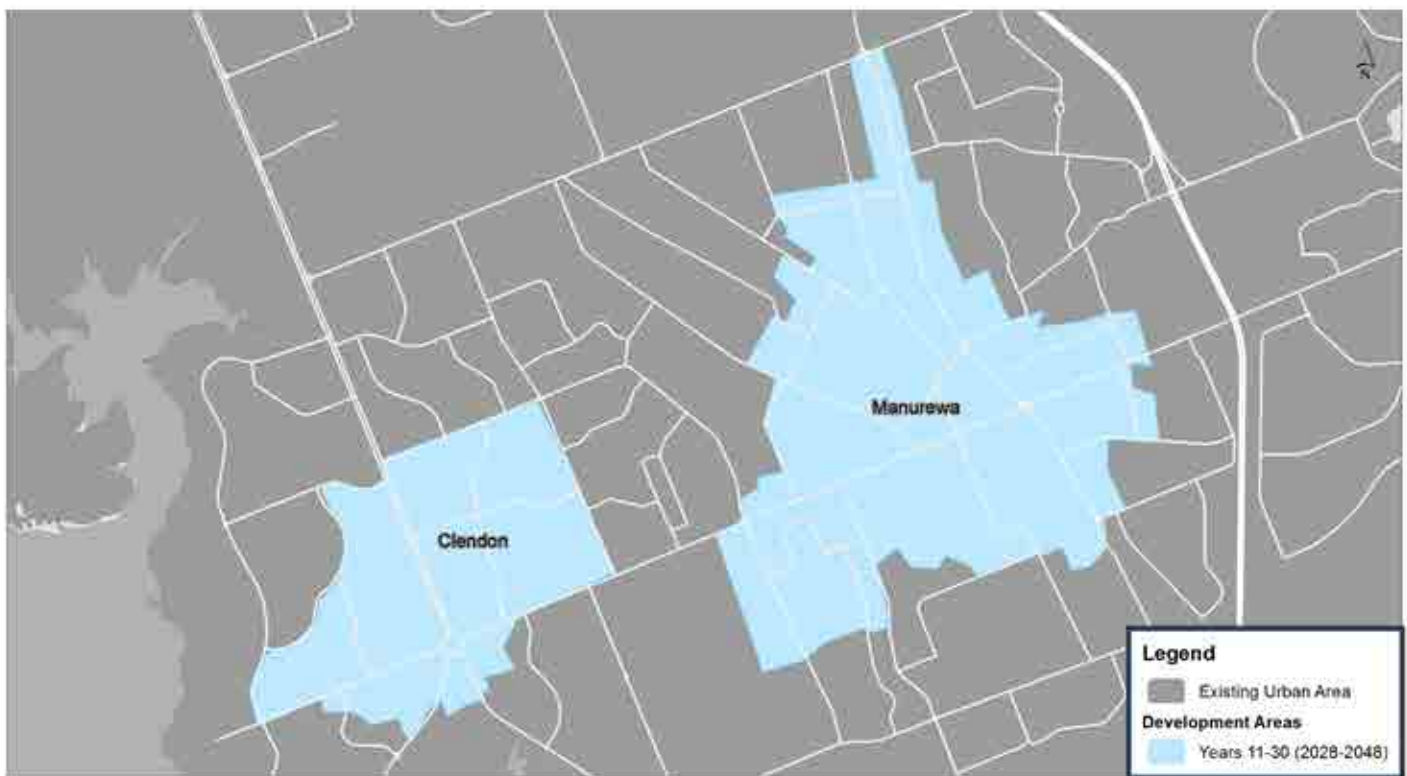 N
Manurewa
Clendon
Legend
Existing Urban Area
Development Areas
Years 11-30 (2028-2048)